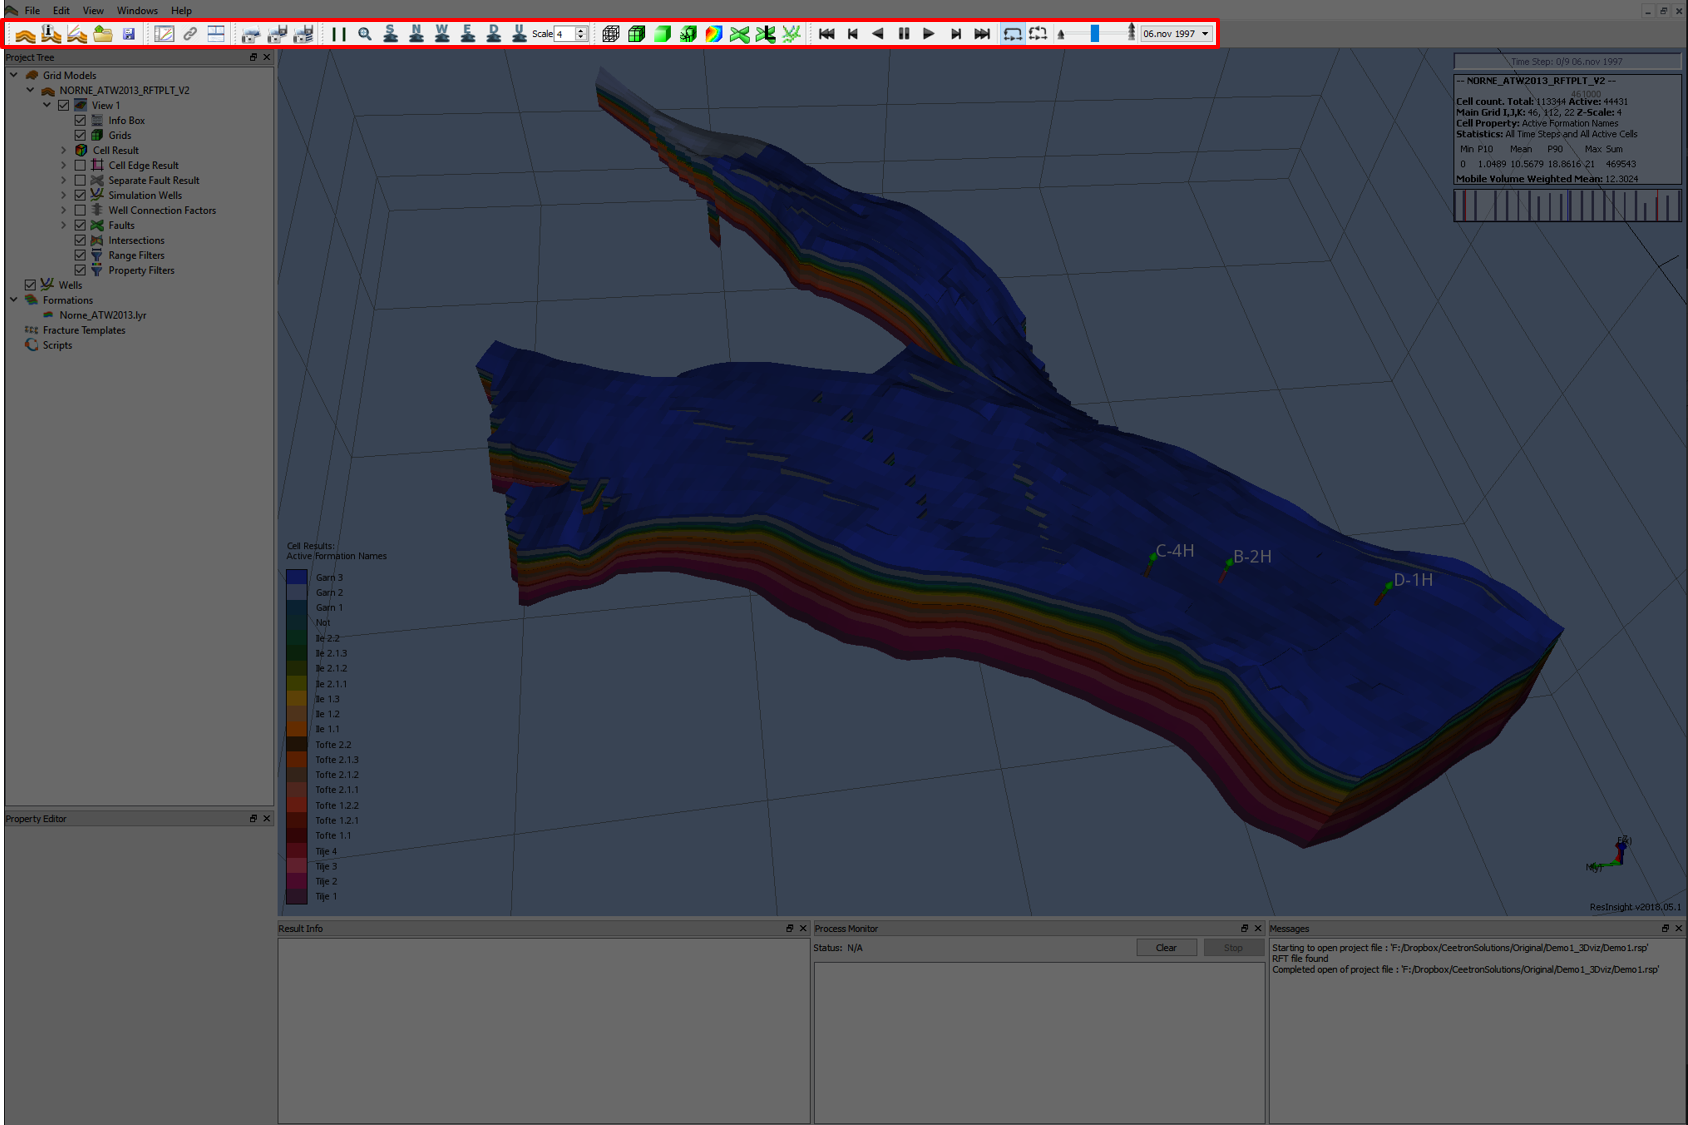 File Edit View Windows Help
Scale 4 06.nov 1997
Project Tree
Grid Models
NORNE_ATW2013_RFTPLT_V2
View 1
Info Box
Grids
Cell Result
Cell Edge Result
Separate Fault Result
Simulation Wells
Well Connection Factors
Faults
Intersections
Range Filters
Property Filters
Wells
Formations
Norne_ATW2013.lyr
Fracture Templates
Scripts
Property Editor
Time Step: 0/9 06.nov 1997
-- NORNE_ATW2013_RFTPLT_V2 --
461000
Cell count. Total: 113344 Active: 44431
Main Grid I,J,K: 46, 112, 22 Z-Scale: 4
Cell Property: Active Formation Names
Statistics: All Time Steps and All Active Cells
Min P10 Mean P90 Max Sum
0 1.0489 10.5679 18.8616 21 469543
Mobile Volume Weighted Mean: 12.3024
C-4H
B-2H
D-1H
Cell Results:
Active Formation Names
Garn 3
Garn 2
Garn 1
Not
Ile 2.2
Ile 2.1.3
Ile 2.1.2
Ile 2.1.1
Ile 1.3
Ile 1.2
Ile 1.1
Tofte 2.2
Tofte 2.1.3
Tofte 2.1.2
Tofte 2.1.1
Tofte 1.2.2
Tofte 1.2.1
Tofte 1.1
Tilje 4
Tilje 3
Tilje 2
Tilje 1
ResInsight v2018.05.1
Result Info
Process Monitor
Status: N/A
Clear
Stop
Messages
Starting to open project file : 'F:/Dropbox/CeetronSolutions/Original/Demo1_3Dviz/Demo1.rsp'
RFT file found
Completed open of project file : 'F:/Dropbox/CeetronSolutions/Original/Demo1_3Dviz/Demo1.rsp'